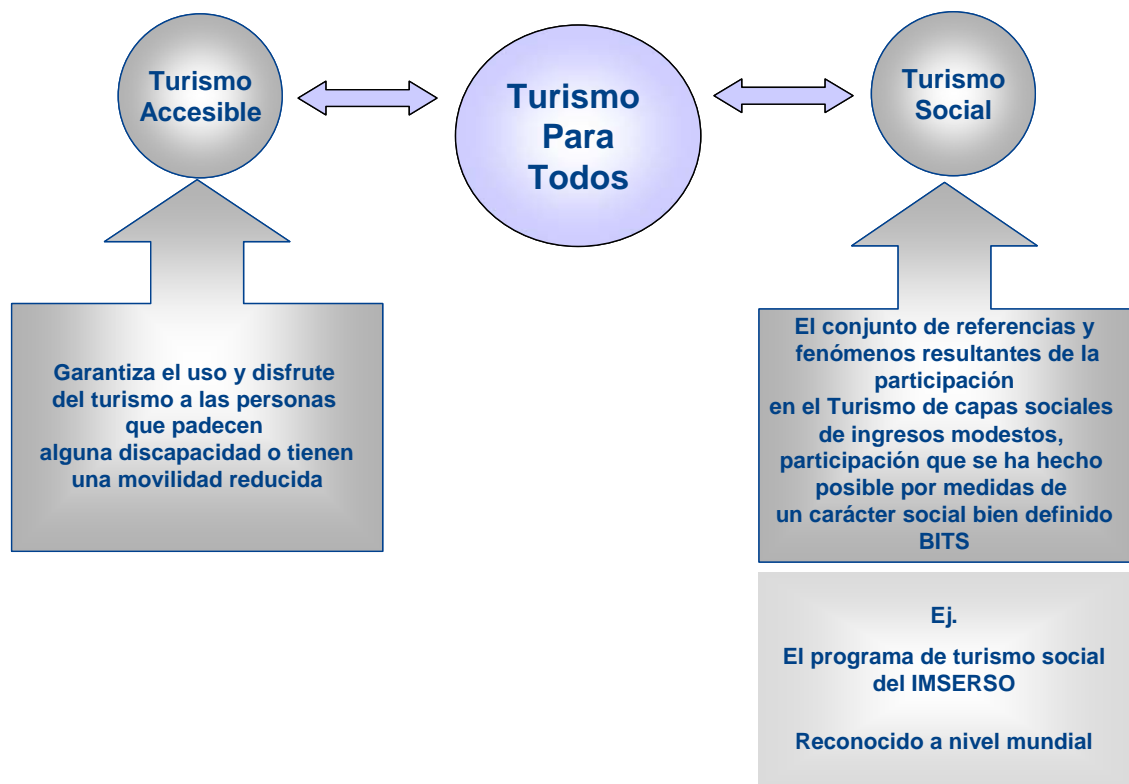 Turismo
Accesible
Turismo
Para
Todos
Turismo
Social
Garantiza el uso y disfrute
del turismo a las personas
que padecen
alguna discapacidad o tienen
una movilidad reducida
El conjunto de referencias y
fenómenos resultantes de la
participación
en el Turismo de capas sociales
de ingresos modestos,
participación que se ha hecho
posible por medidas de
un carácter social bien definido
BITS
Ej.
El programa de turismo social
del IMSERSO
Reconocido a nivel mundial